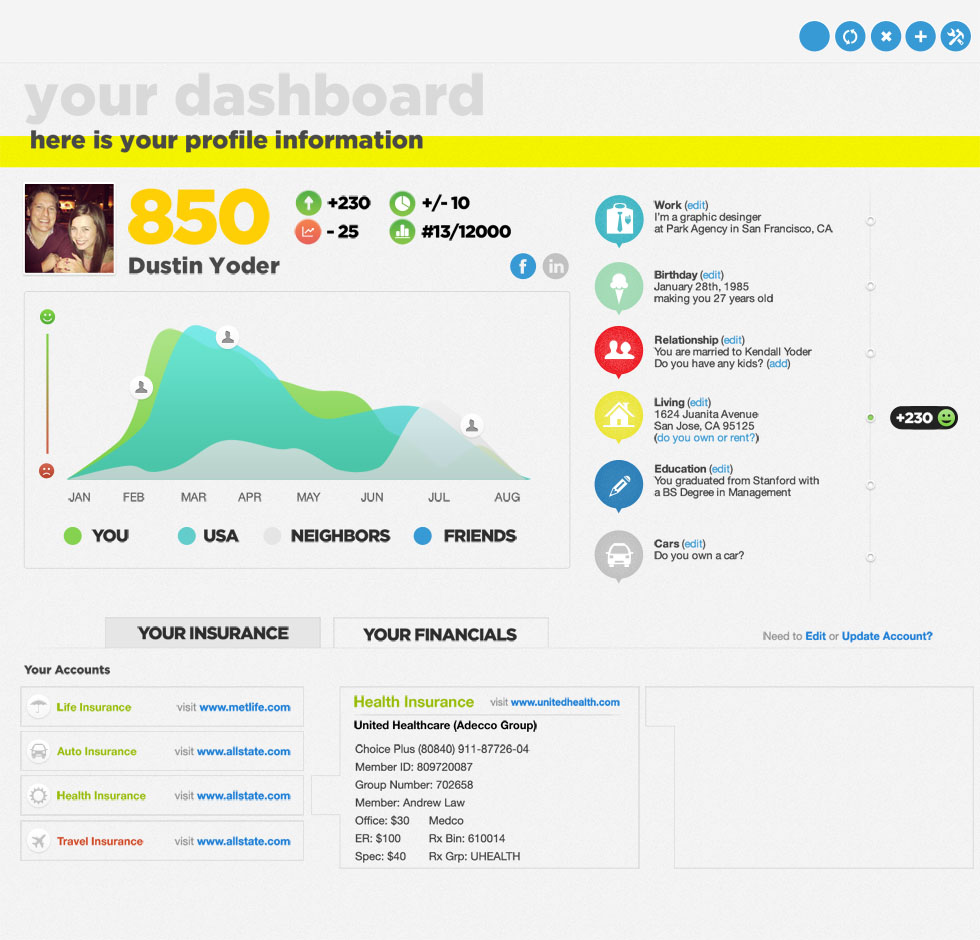 your dashboard
here is your profile information
850
+230
+/- 10
- 25
#13/12000
Dustin Yoder
f
in
JAN FEB MAR APR MAY JUN JUL AUG
YOU USA NEIGHBORS FRIENDS
Work (edit)
I'm a graphic desinger
at Park Agency in San Francisco, CA
Birthday (edit)
January 28th, 1985
making you 27 years old
Relationship (edit)
You are married to Kendall Yoder
Do you have any kids? (add)
Living (edit)
1624 Juanita Avenue
San Jose, CA 95125
(do you own or rent?)
+230
Education (edit)
You graduated from Stanford with
a BS Degree in Management
Cars (edit)
Do you own a car?
YOUR INSURANCE
YOUR FINANCIALS
Need to Edit or Update Account?
Your Accounts
Life Insurance visit www.metlife.com
Auto Insurance visit www.allstate.com
Health Insurance visit www.allstate.com
Travel Insurance visit www.allstate.com
Health Insurance visit www.unitedhealth.com
United Healthcare (Adecco Group)
Choice Plus (80840) 911-87726-04
Member ID: 809720087
Group Number: 702658
Member: Andrew Law
Office: $30 Medco
ER: $100 Rx Bin: 610014
Spec: $40 Rx Grp: UHEALTH